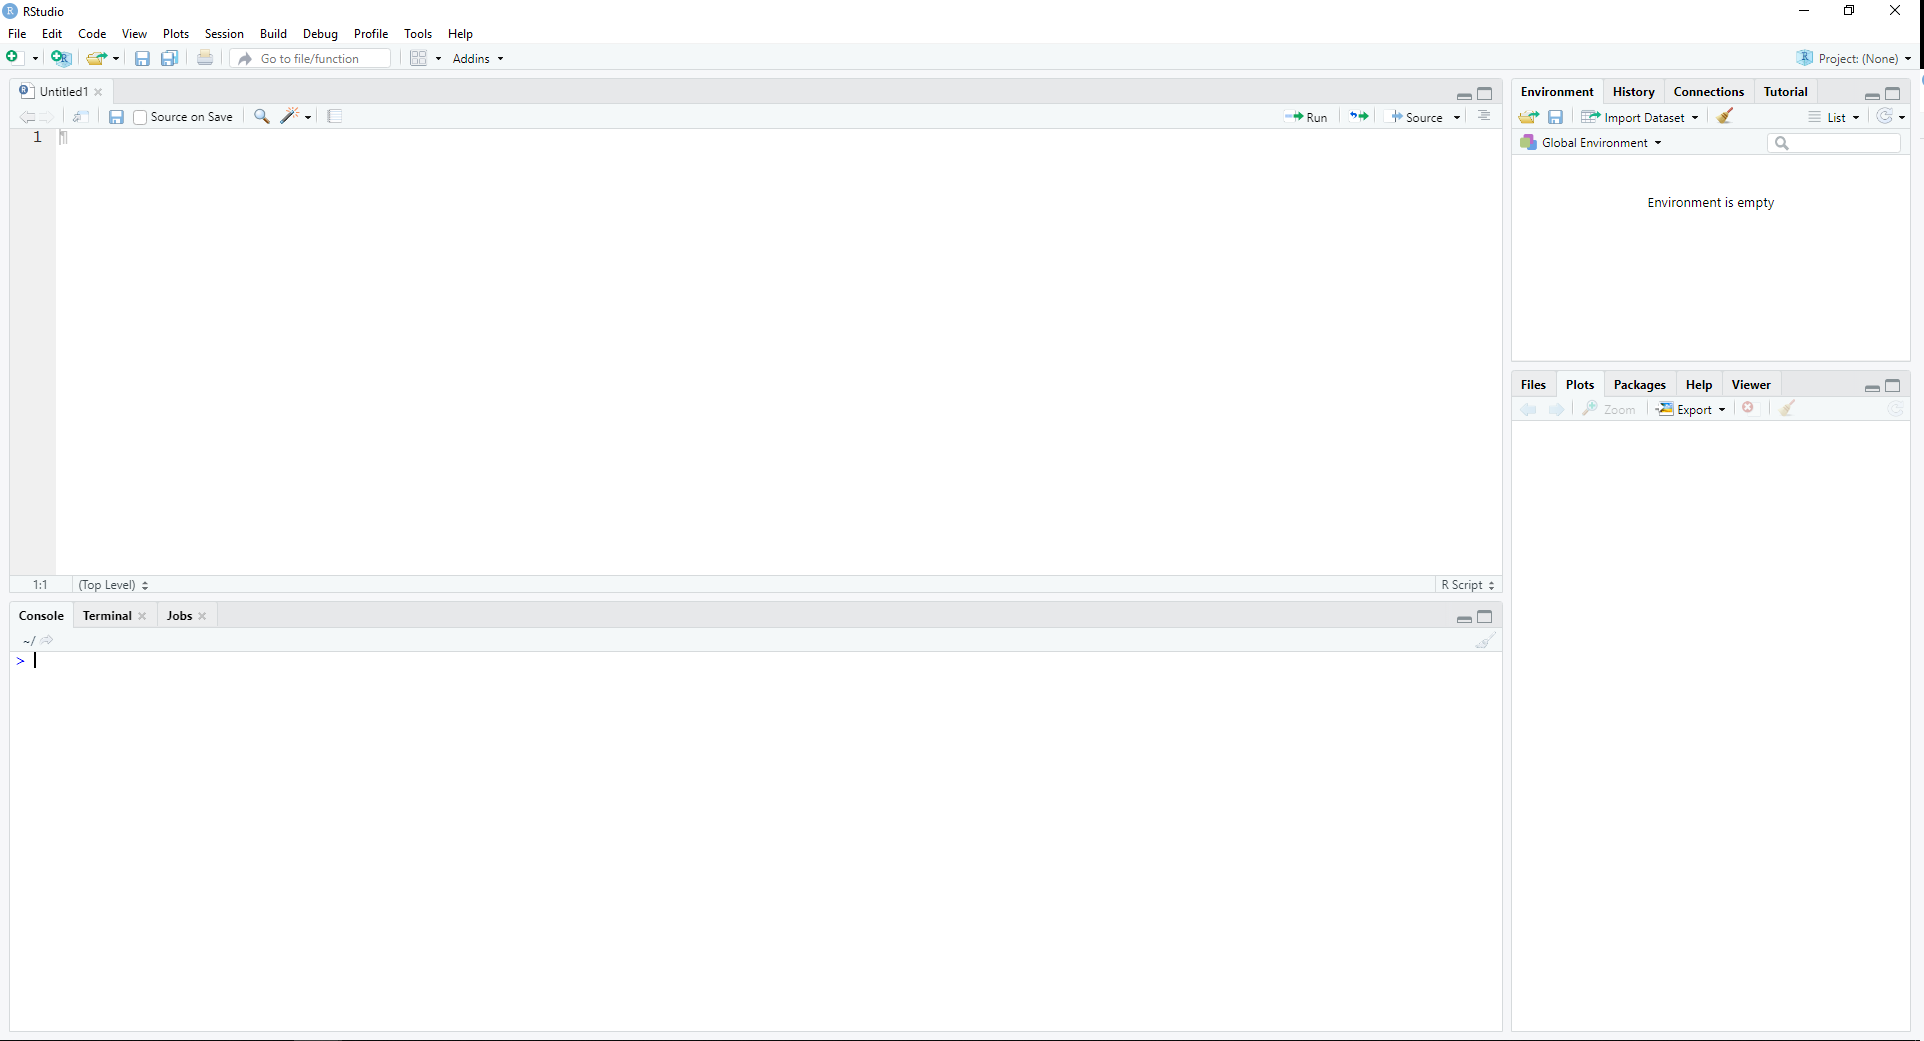 RStudio
File Edit Code View Plots Session Build Debug Profile Tools Help
Go to file/function Addins Project: (None)
Untitled1
Source on Save Run Source
1 ¶
1:1 (Top Level) R Script
Console Terminal Jobs
~/
>
Environment History Connections Tutorial
Import Dataset List
Global Environment
Environment is empty
Files Plots Packages Help Viewer
Zoom Export